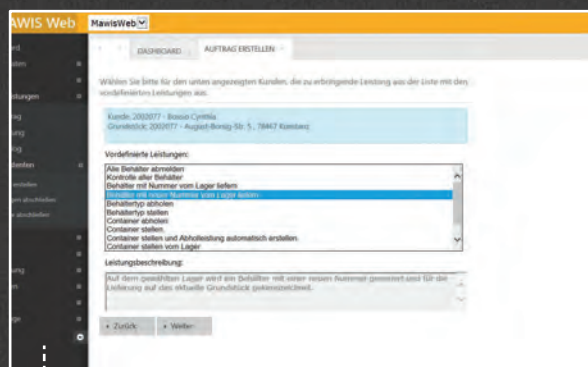 AWIS Web
MawisWeb
DASHBOARD
AUFTRAG ERSTELLEN
Wählen Sie bitte für den unten angezeigten Kunden, die zu erbringende Leistung aus der Liste mit den
vordefinierten Leistungen aus.
Kunde, 2002077 - Cynthia
Grundstück, 2002077 - August-Borsig-Str. 5, 78467 Konstanz
Vordefinierte Leistungen:
Alle Behälter abmelden
Kontrolle aller Behälter
Behälter mit Nummer vom Lager liefern
Behälter mit neuer Nummer vom Lager liefern
Behältertyp abholen
Behältertyp stellen
Container abholen
Container stellen
Container stellen und Abholleistung automatisch erstellen
Container stellen vom Lager
Leistungsbeschreibung:
Auf dem gewählten Lager wird ein Behälter mit einer neuen Nummer generiert und für die
Lieferung auf das aktuelle Grundstück gekennzeichnet.
Zurück
Weiter